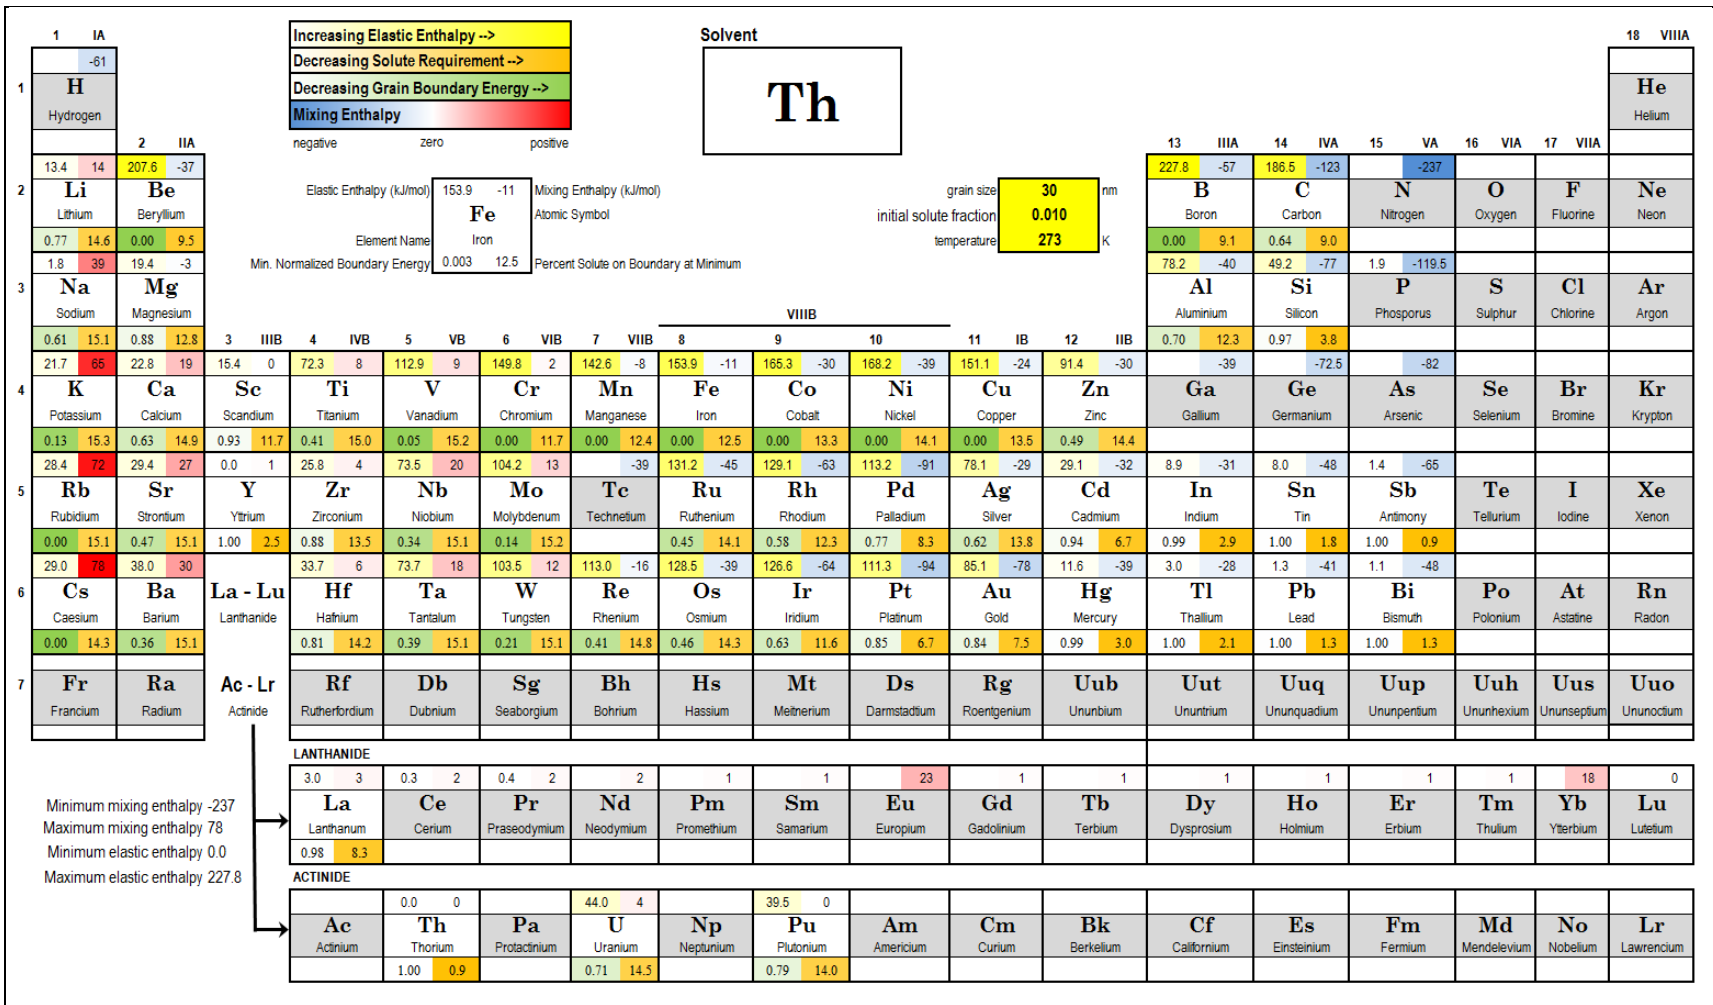 1 IA Solvent 18 VIIIA
Increasing Elastic Enthalpy -->
-61 Decreasing Solute Requirement -->
1 H Decreasing Grain Boundary Energy --> Th He
Hydrogen Mixing Enthalpy Helium
2 IIA negative zero positive 13 IIIA 14 IVA 15 VA 16 VIA 17 VIIA
13.4 14 207.6 -37 227.8 -57 186.5 -123 -237
2 Li Be Elastic Enthalpy (kJ/mol) 153.9 -11 Mixing Enthalpy (kJ/mol) grain size 30 nm B C N O F Ne
Lithium Beryllium Fe Atomic Symbol initial solute fraction 0.010 Boron Carbon Nitrogen Oxygen Fluorine Neon
0.77 14.6 0.00 9.5 Element Name Iron temperature 273 K 0.00 9.1 0.64 9.0
1.8 39 19.4 -3 Min. Normalized Boundary Energy 0.003 12.5 Percent Solute on Boundary at Minimum 78.2 -40 49.2 -77 1.9 -119.5
3 Na Mg Al Si P S Cl Ar
Sodium Magnesium VIIIB Aluminium Silicon Phosporus Sulphur Chlorine Argon
0.61 15.1 0.88 12.8 3 IIIB 4 IVB 5 VB 6 VIB 7 VIIB 8 9 10 11 IB 12 IIB 0.70 12.3 0.97 3.8
21.7 65 22.8 19 15.4 0 72.3 8 112.9 9 149.8 2 142.6 -8 153.9 -11 165.3 -30 168.2 -39 151.1 -24 91.4 -30 -39 -72.5 -82
4 K Ca Sc Ti V Cr Mn Fe Co Ni Cu Zn Ga Ge As Se Br Kr
Potassium Calcium Scandium Titanium Vanadium Chromium Manganese Iron Cobalt Nickel Copper Zinc Gallium Germanium Arsenic Selenium Bromine Krypton
0.13 15.3 0.63 14.9 0.93 11.7 0.41 15.0 0.05 15.2 0.00 11.7 0.00 12.4 0.00 12.5 0.00 13.3 0.00 14.1 0.00 13.5 0.49 14.4
28.4 72 29.4 27 0.0 1 25.8 4 73.5 20 104.2 13 -39 131.2 -45 129.1 -63 113.2 -91 78.1 -29 29.1 -32 8.9 -31 8.0 -48 1.4 -65
5 Rb Sr Y Zr Nb Mo Tc Ru Rh Pd Ag Cd In Sn Sb Te I Xe
Rubidium Strontium Yttrium Zirconium Niobium Molybdenum Technetium Ruthenium Rhodium Palladium Silver Cadmium Indium Tin Antimony Tellurium Iodine Xenon
0.00 15.1 0.47 15.1 1.00 2.5 0.88 13.5 0.34 15.1 0.14 15.2 0.45 14.1 0.58 12.3 0.77 8.3 0.62 13.8 0.94 6.7 0.99 2.9 1.00 1.8 1.00 0.9
29.0 78 38.0 30 33.7 6 73.7 18 103.5 12 113.0 -16 128.5 -39 126.6 -64 111.3 -94 85.1 -78 11.6 -39 3.0 -28 1.3 -41 1.1 -48
6 Cs Ba La - Lu Hf Ta W Re Os Ir Pt Au Hg Tl Pb Bi Po At Rn
Caesium Barium Lanthanide Hafnium Tantalum Tungsten Rhenium Osmium Iridium Platinum Gold Mercury Thallium Lead Bismuth Polonium Astatine Radon
0.00 14.3 0.36 15.1 0.81 14.2 0.39 15.1 0.21 15.1 0.41 14.8 0.46 14.3 0.63 11.6 0.85 6.7 0.84 7.5 0.99 3.0 1.00 2.1 1.00 1.3 1.00 1.3
7 Fr Ra Ac - Lr Rf Db Sg Bh Hs Mt Ds Rg Uub Uut Uuq Uup Uuh Uus Uuo
Francium Radium Actinide Rutherfordium Dubnium Seaborgium Bohrium Hassium Meitnerium Darmstadtium Roentgenium Ununbium Ununtrium Ununquadium Ununpentium Ununhexium Ununseptium Ununoctium
LANTHANIDE
3.0 3 0.3 2 0.4 2 2 1 1 23 1 1 1 1 1 1 18 0
La Ce Pr Nd Pm Sm Eu Gd Tb Dy Ho Er Tm Yb Lu
Lanthanum Cerium Praseodymium Neodymium Promethium Samarium Europium Gadolinium Terbium Dysprosium Holmium Erbium Thulium Ytterbium Lutetium
0.98 8.3
Minimum mixing enthalpy -237
Maximum mixing enthalpy 78
Minimum elastic enthalpy 0.0
Maximum elastic enthalpy 227.8
ACTINIDE
0.0 0 44.0 4 39.5 0
Ac Th Pa U Np Pu Am Cm Bk Cf Es Fm Md No Lr
Actinium Thorium Protactinium Uranium Neptunium Plutonium Americium Curium Berkelium Californium Einsteinium Fermium Mendelevium Nobelium Lawrencium
1.00 0.9 0.71 14.5 0.79 14.0